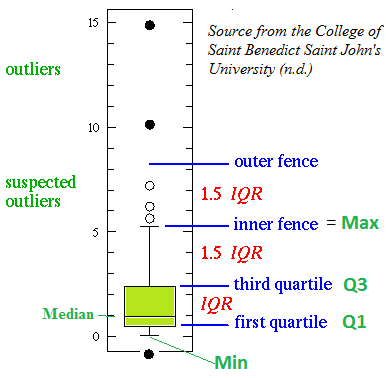 15
Source from the College of
Saint Benedict Saint John's
University (n.d.)
outliers
10
outer fence
suspected
outliers
1.5 IQR
inner fence = Max
5
1.5 IQR
third quartile Q3
IQR
Median
first quartile Q1
0
Min